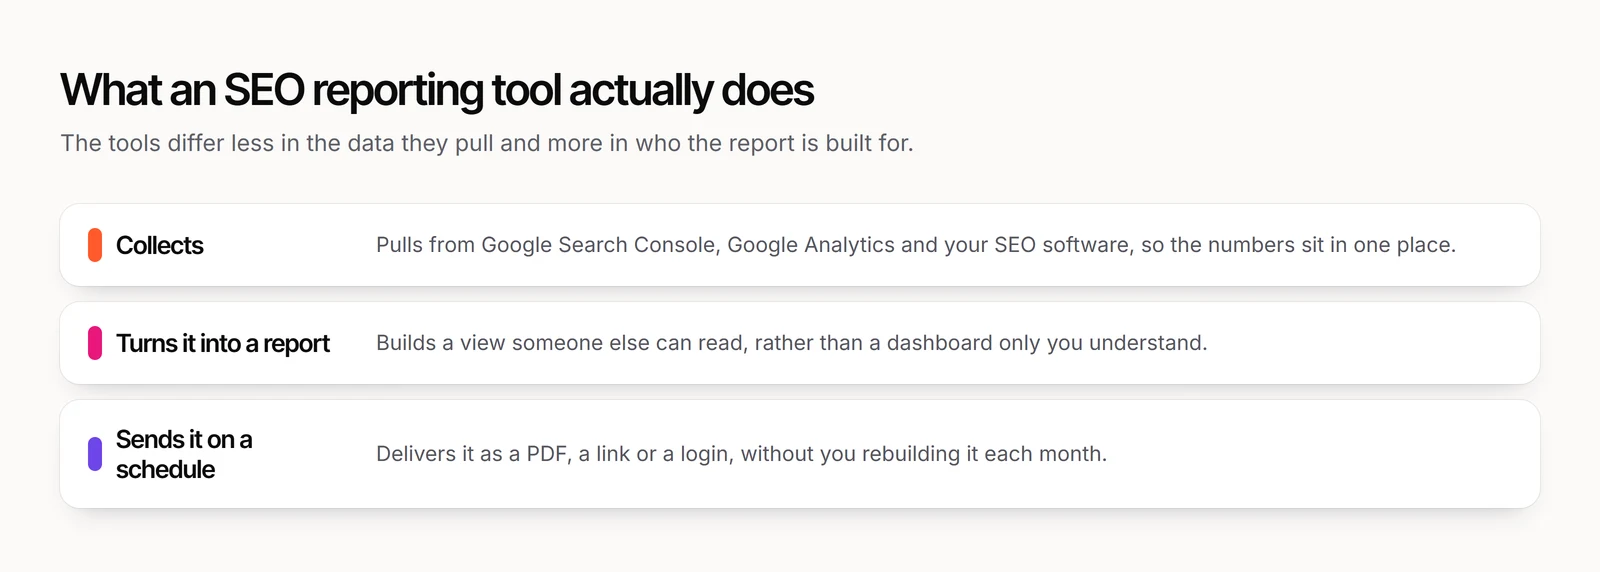 What an SEO reporting tool actually does
The tools differ less in the data they pull and more in who the report is built for.
Collects
Pulls from Google Search Console, Google Analytics and your SEO software, so the numbers sit in one place.
Turns it into a report
Builds a view someone else can read, rather than a dashboard only you understand.
Sends it on a
schedule
Delivers it as a PDF, a link or a login, without you rebuilding it each month.